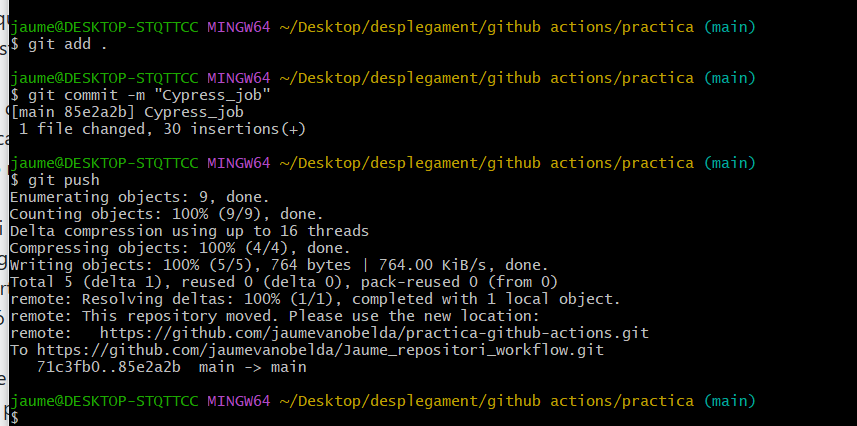 jaume@DESKTOP-STQTTCC MINGW64 ~/Desktop/desplegament/github actions/practica (main)
$ git add .
jaume@DESKTOP-STQTTCC MINGW64 ~/Desktop/desplegament/github actions/practica (main)
$ git commit -m "Cypress_job"
[main 85e2a2b] Cypress_job
 1 file changed, 30 insertions(+)
jaume@DESKTOP-STQTTCC MINGW64 ~/Desktop/desplegament/github actions/practica (main)
$ git push
Enumerating objects: 9, done.
Counting objects: 100% (9/9), done.
Delta compression using up to 16 threads
Compressing objects: 100% (4/4), done.
Writing objects: 100% (5/5), 764 bytes | 764.00 KiB/s, done.
Total 5 (delta 1), reused 0 (delta 0), pack-reused 0 (from 0)
remote: Resolving deltas: 100% (1/1), completed with 1 local object.
remote: This repository moved. Please use the new location:
remote:   https://github.com/jaumevanobelda/practica-github-actions.git
To https://github.com/jaumevanobelda/Jaume_repositori_workflow.git
   71c3fb0..85e2a2b  main -> main
jaume@DESKTOP-STQTTCC MINGW64 ~/Desktop/desplegament/github actions/practica (main)
$